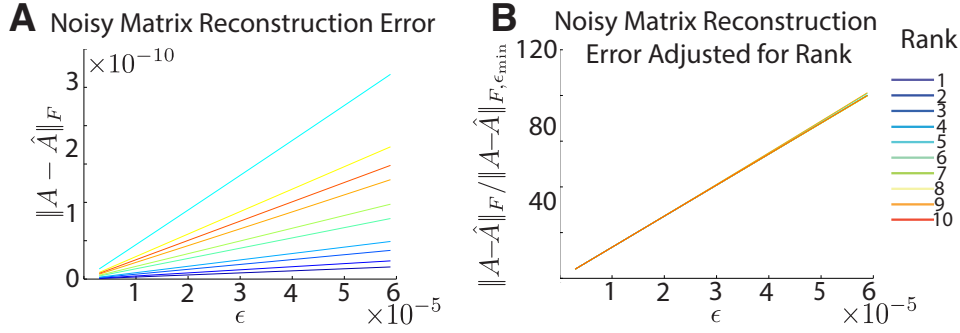 A Noisy Matrix Reconstruction Error
×10⁻¹⁰
3
2
1
0
‖A − Â‖_F
1 2 3 4 5 6
ϵ
×10⁻⁵
B Noisy Matrix Reconstruction
Error Adjusted for Rank
120
80
40
‖A−Â‖_F/‖A−Â‖_{F,ϵ_min}
1 2 3 4 5 6
ϵ
×10⁻⁵
Rank
1
2
3
4
5
6
7
8
9
10